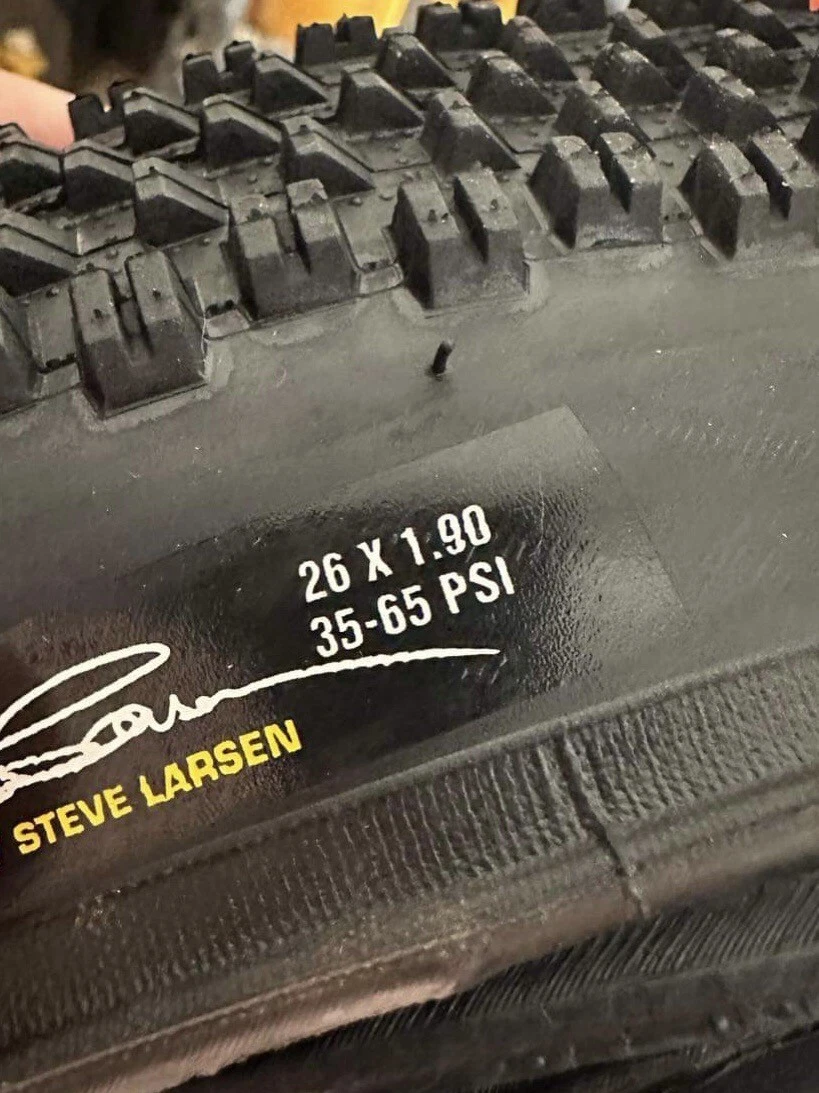 26 X 1.90
35-65 PSI
STEVE LARSEN